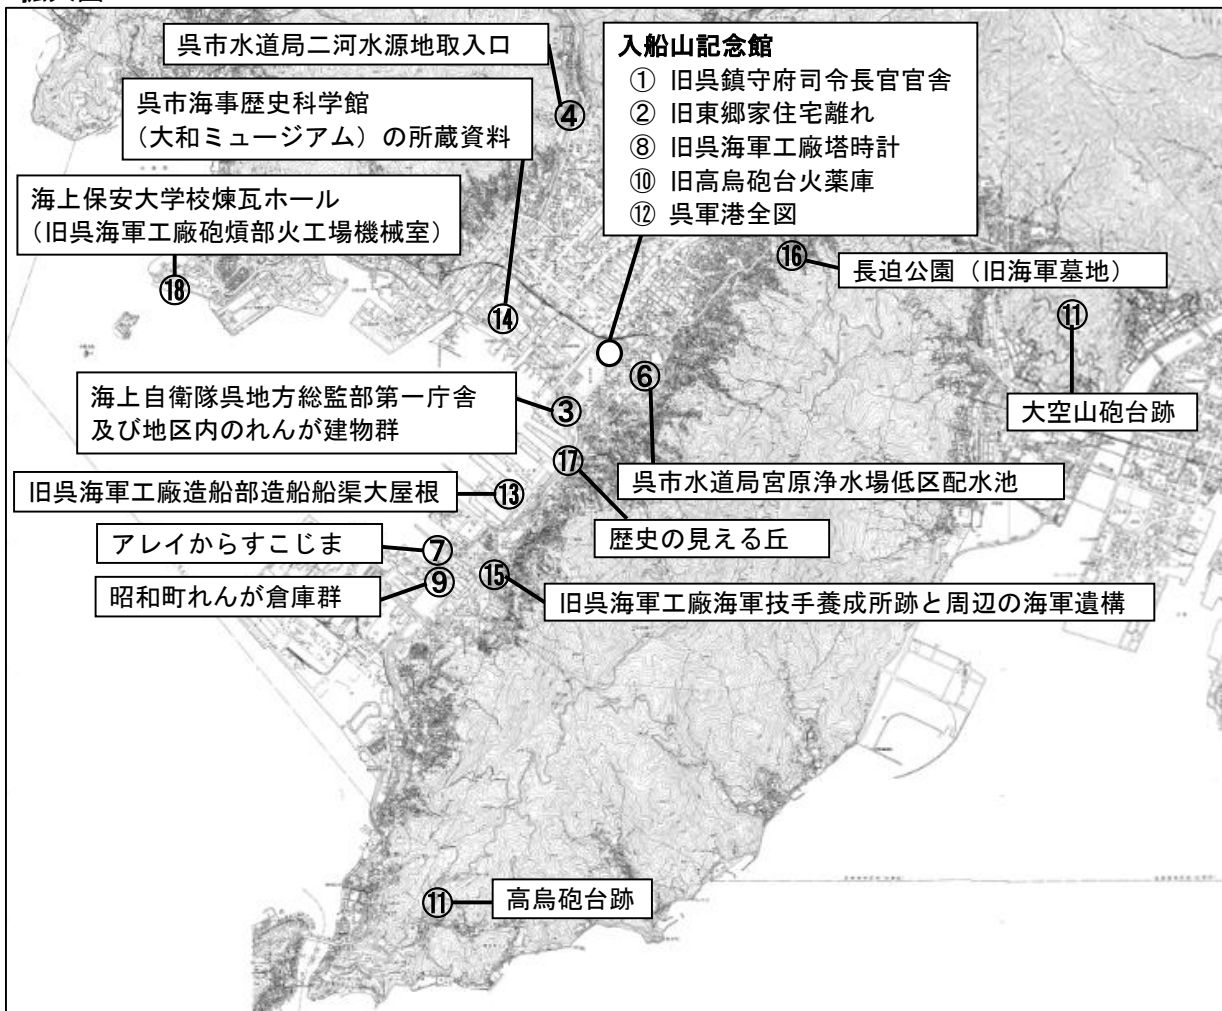 呉市水道局二河水源地取入口
④
呉市海事歴史科学館
（大和ミュージアム）の所蔵資料
⑭
入船山記念館
① 旧呉鎮守府司令長官官舎
② 旧東郷家住宅離れ
⑧ 旧呉海軍工廠塔時計
⑩ 旧高烏砲台火薬庫
⑫ 呉軍港全図
海上保安大学校煉瓦ホール
（旧呉海軍工廠砲熕部火工場機械室）
⑱
⑯
長迫公園（旧海軍墓地）
⑪
大空山砲台跡
海上自衛隊呉地方総監部第一庁舎
及び地区内のれんが建物群
③
⑥
呉市水道局宮原浄水場低区配水池
⑰
歴史の見える丘
旧呉海軍工廠造船部造船船渠大屋根
⑬
アレイからすこじま
⑦
昭和町れんが倉庫群
⑨
⑮
旧呉海軍工廠海軍技手養成所跡と周辺の海軍遺構
⑪
高烏砲台跡